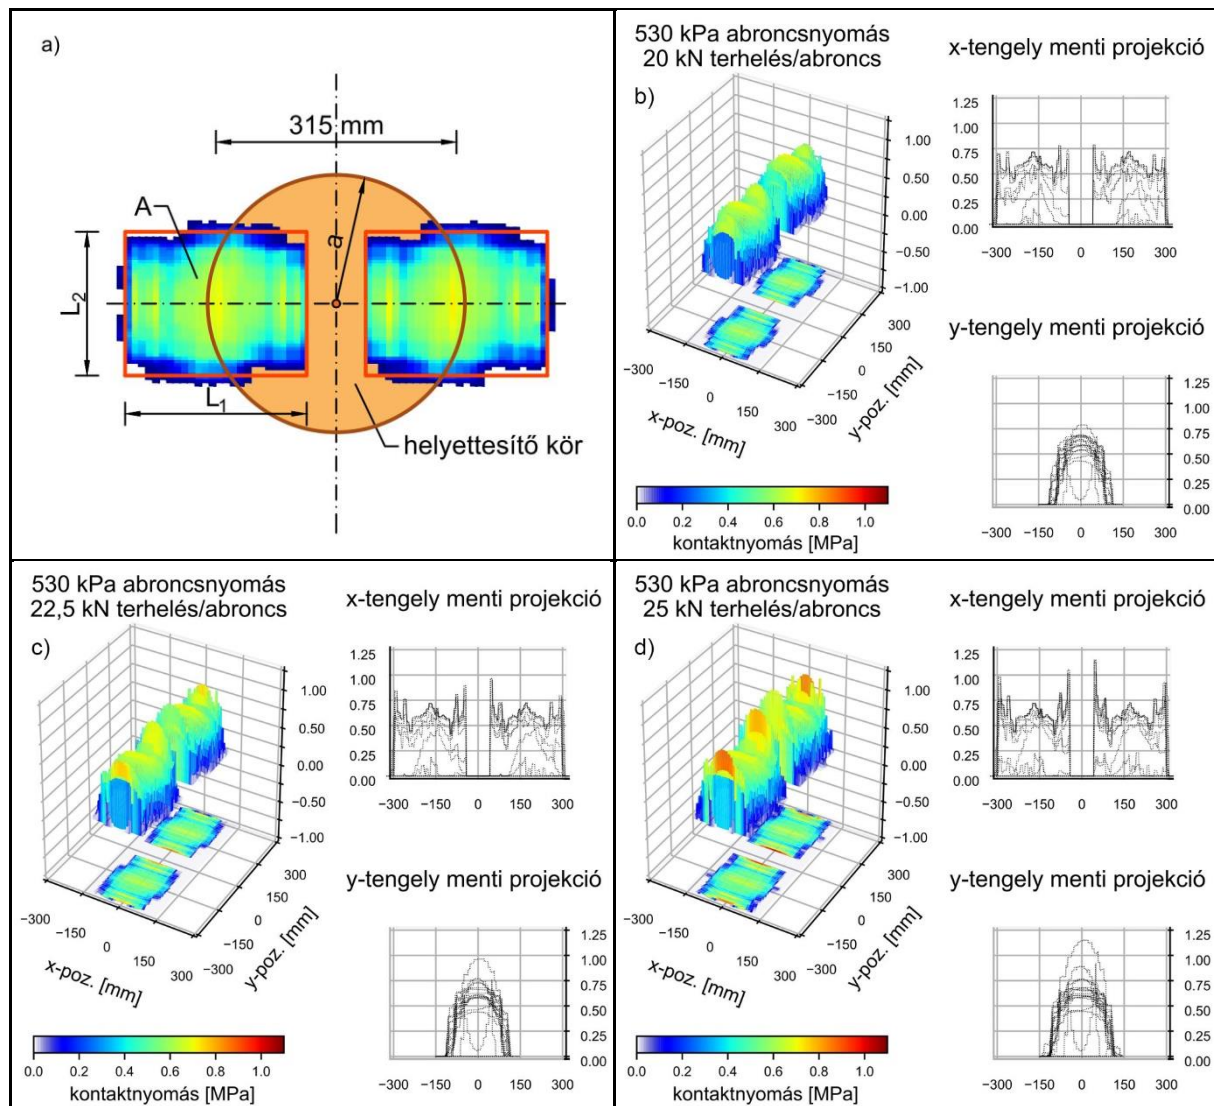 a)
315 mm
A
a
L2
L1
helyettesítő kör
530 kPa abroncsnyomás
20 kN terhelés/abroncs
b)
1.00
0.50
0.00
−0.50
−1.00
300
150
0
−150
−300
y-poz. [mm]
−300
−150
0
150
300
x-poz. [mm]
0.0 0.2 0.4 0.6 0.8 1.0
kontaktnyomás [MPa]
x-tengely menti projekció
1.25
1.00
0.75
0.50
0.25
0.00
−300 −150 0 150 300
y-tengely menti projekció
1.25
1.00
0.75
0.50
0.25
0.00
−300 −150 0 150 300
530 kPa abroncsnyomás
22,5 kN terhelés/abroncs
c)
1.00
0.50
0.00
−0.50
−1.00
300
150
0
−150
−300
y-poz. [mm]
−300
−150
0
150
300
x-poz. [mm]
0.0 0.2 0.4 0.6 0.8 1.0
kontaktnyomás [MPa]
x-tengely menti projekció
1.25
1.00
0.75
0.50
0.25
0.00
−300 −150 0 150 300
y-tengely menti projekció
1.25
1.00
0.75
0.50
0.25
0.00
−300 −150 0 150 300
530 kPa abroncsnyomás
25 kN terhelés/abroncs
d)
1.00
0.50
0.00
−0.50
−1.00
300
150
0
−150
−300
y-poz. [mm]
−300
−150
0
150
300
x-poz. [mm]
0.0 0.2 0.4 0.6 0.8 1.0
kontaktnyomás [MPa]
x-tengely menti projekció
1.25
1.00
0.75
0.50
0.25
0.00
−300 −150 0 150 300
y-tengely menti projekció
1.25
1.00
0.75
0.50
0.25
0.00
−300 −150 0 150 300